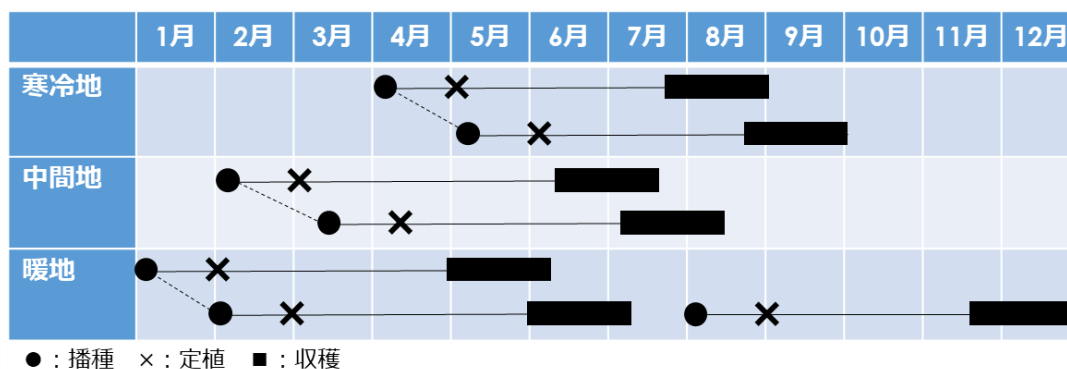 1月 2月 3月 4月 5月 6月 7月 8月 9月 10月 11月 12月
寒冷地
中間地
暖地
●：播種 ×：定植 ■：収穫